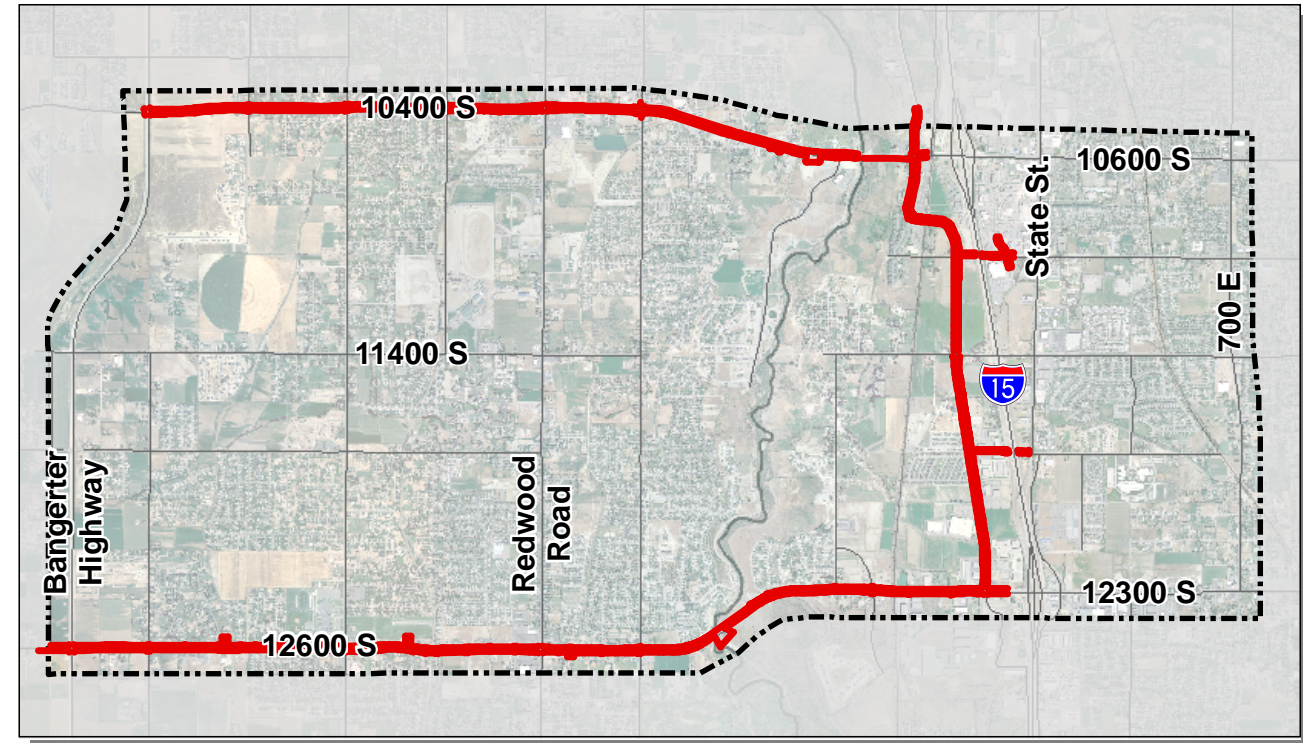 10400 S
10600 S
State St.
700 E
11400 S
15
Bangerter
Highway
Redwood
Road
12300 S
12600 S